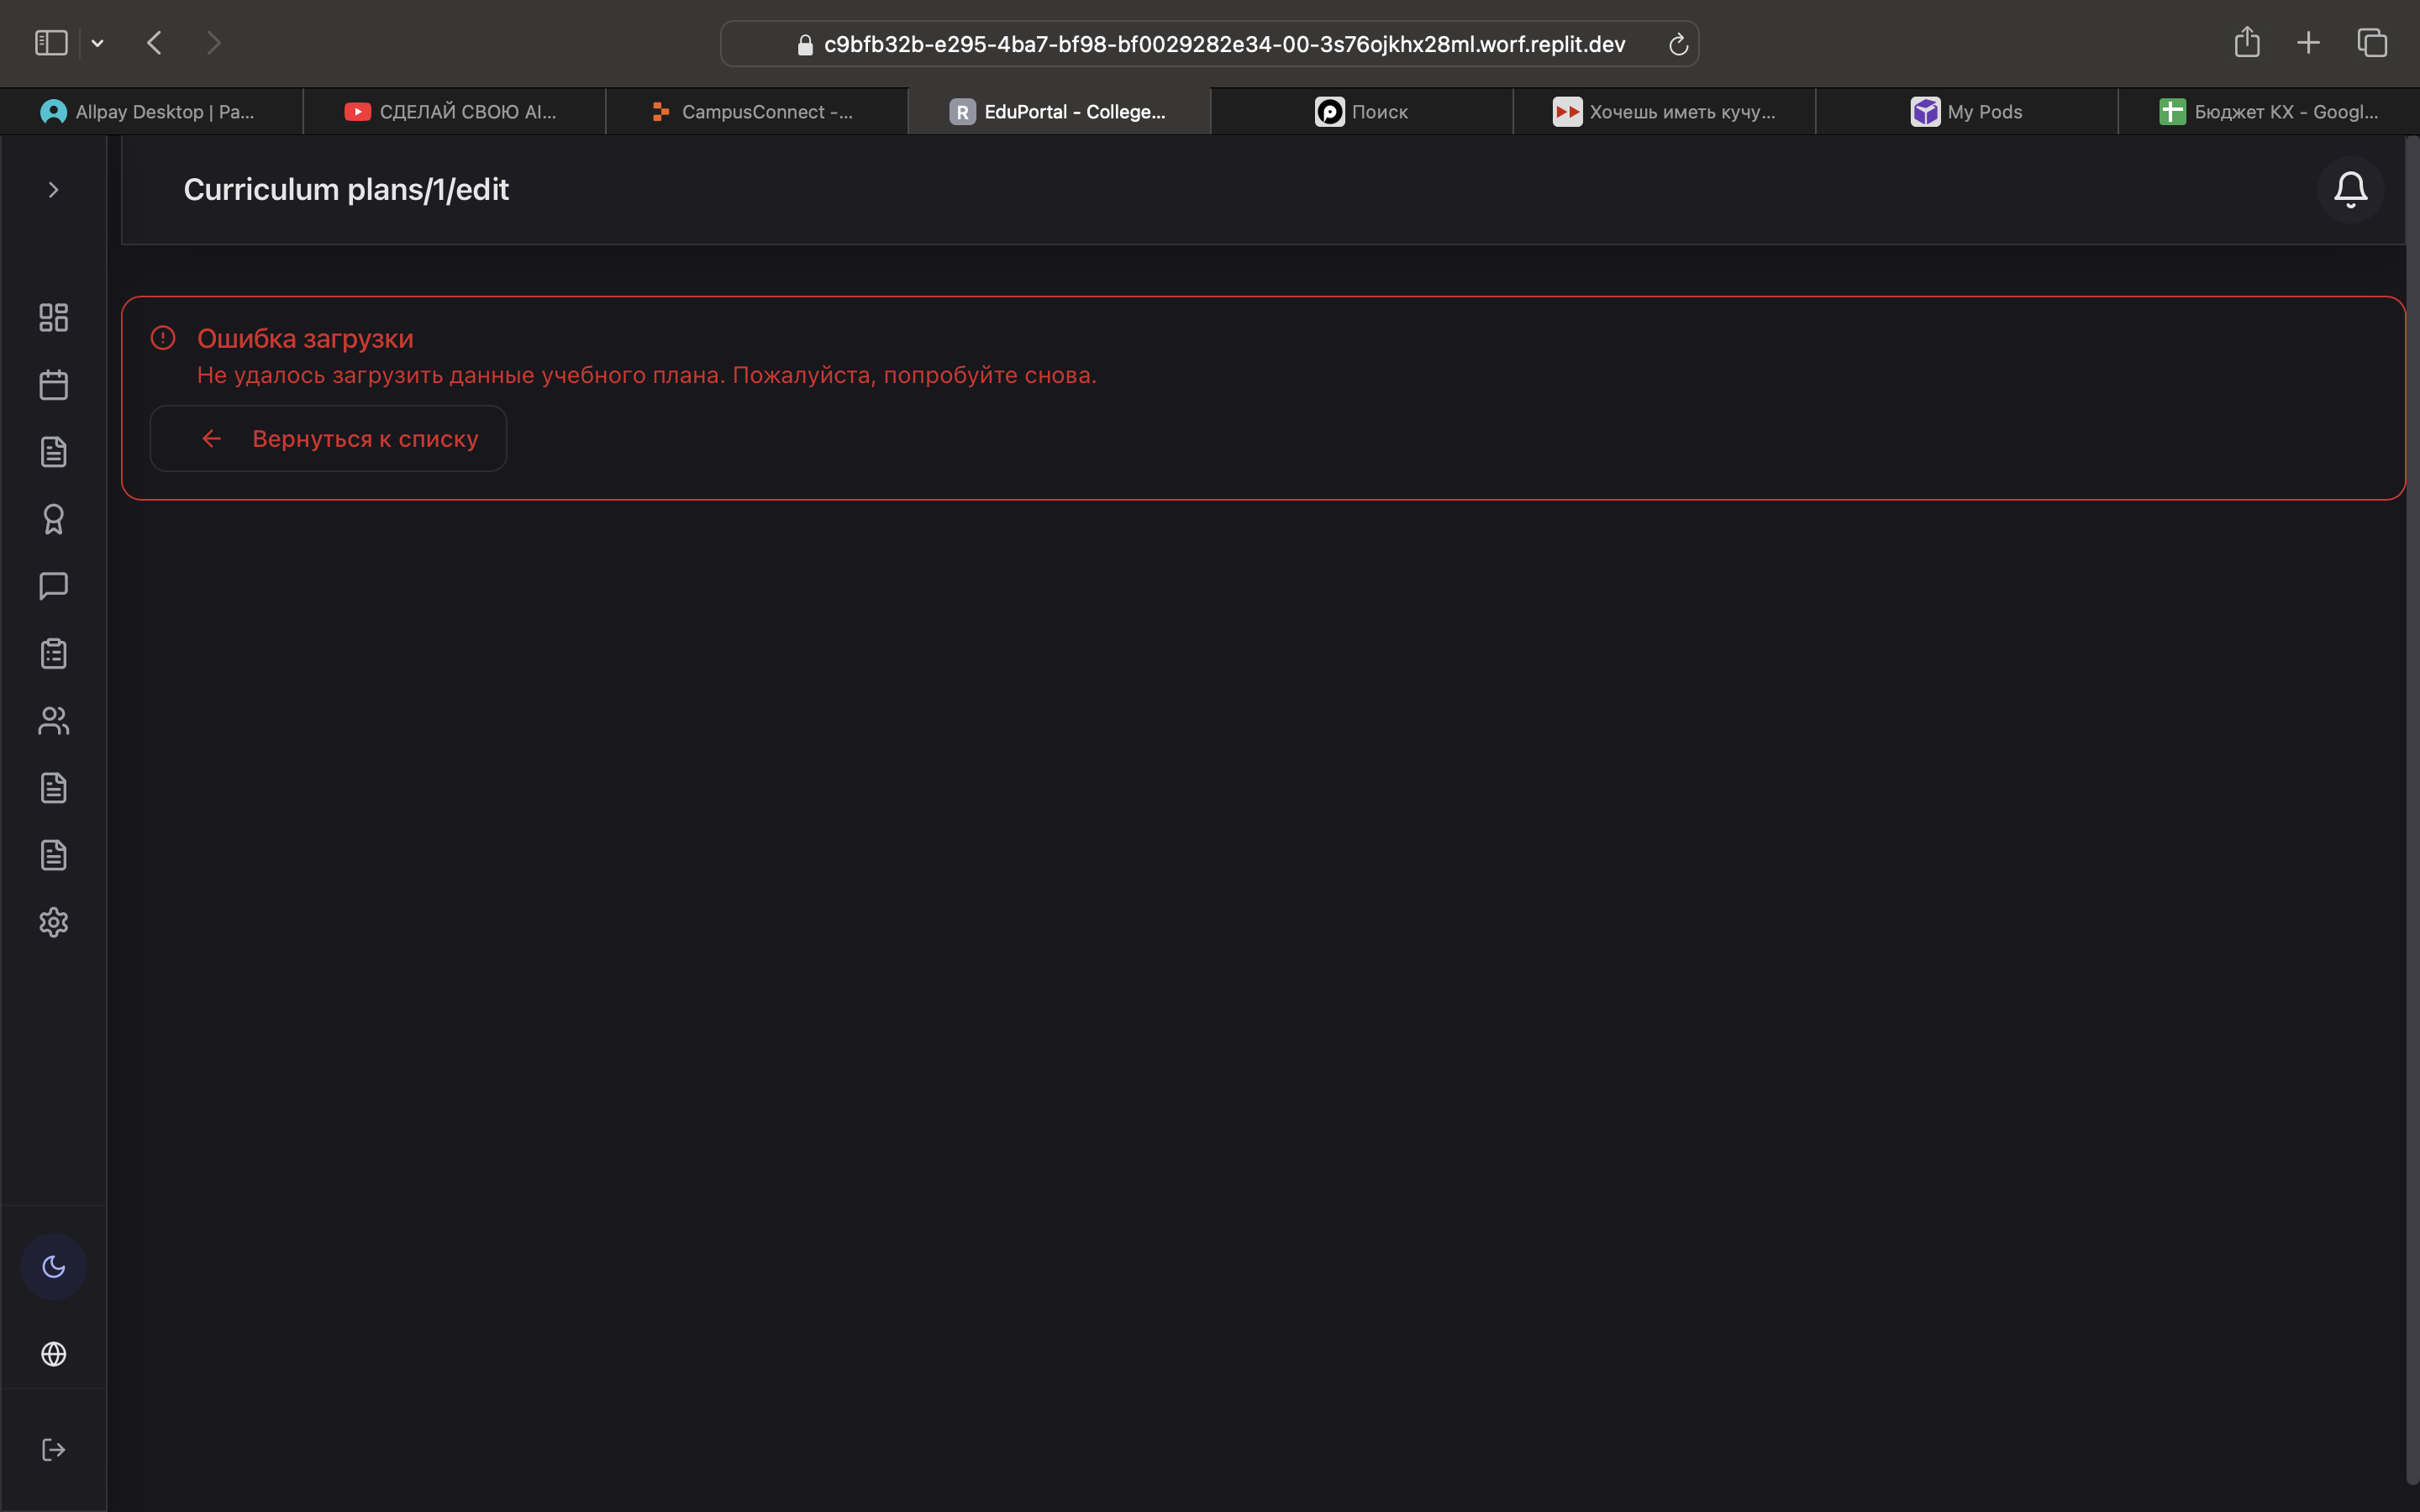 c9bfb32b-e295-4ba7-bf98-bf0029282e34-00-3s76ojkhx28ml.worf.replit.dev
Allpay Desktop | Pa...
СДЕЛАЙ СВОЮ AI...
CampusConnect -...
R EduPortal - College...
Поиск
Хочешь иметь кучу...
My Pods
Бюджет КХ - Googl...
Curriculum plans/1/edit
Ошибка загрузки
Не удалось загрузить данные учебного плана. Пожалуйста, попробуйте снова.
Вернуться к списку